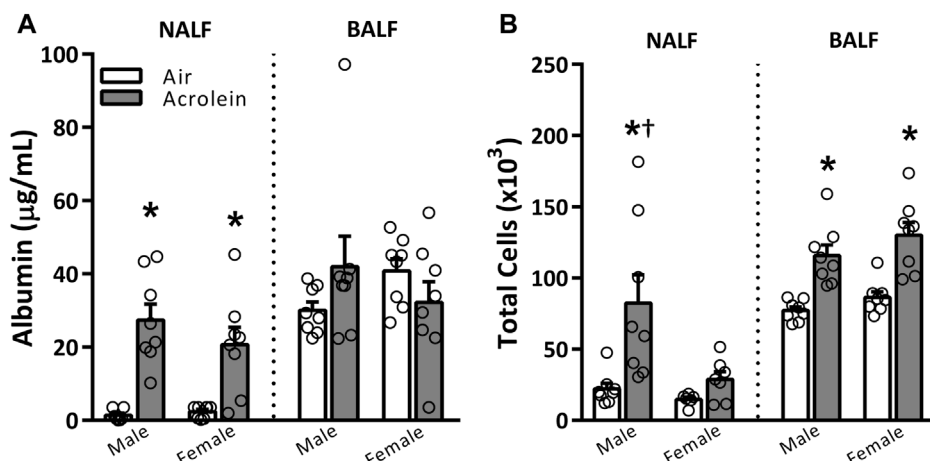 A
NALF
BALF
Albumin (µg/mL)
100
80
60
40
20
0
Air
Acrolein
*
*
Male
Female
Male
Female
B
NALF
BALF
Total Cells (x10³)
250
200
150
100
50
0
*†
*
*
Male
Female
Male
Female